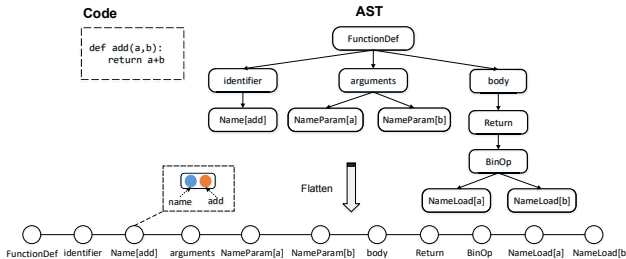 Code
AST
def add(a,b):
return a+b
FunctionDef
identifier
arguments
body
Name[add]
NameParam[a]
NameParam[b]
Return
BinOp
NameLoad[a]
NameLoad[b]
Flatten
name
add
FunctionDef identifier Name[add] arguments NameParam[a] NameParam[b] body Return BinOp NameLoad[a] NameLoad[b